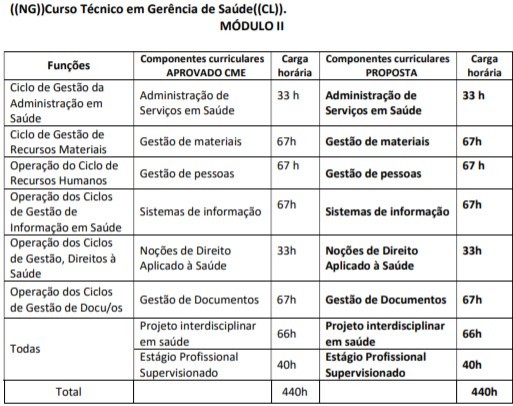 ((NG))Curso Técnico em Gerência de Saúde((CL)).
MÓDULO II
Funções | Componentes curriculares APROVADO CME | Carga horária | Componentes curriculares PROPOSTA | Carga horária
Ciclo de Gestão da Administração em Saúde | Administração de Serviços em Saúde | 33 h | Administração de Serviços em Saúde | 33 h
Ciclo de Gestão de Recursos Materiais | Gestão de materiais | 67h | Gestão de materiais | 67h
Operação do Ciclo de Recursos Humanos | Gestão de pessoas | 67 h | Gestão de pessoas | 67 h
Operação dos Ciclos de Gestão de Informação em Saúde | Sistemas de informação | 67h | Sistemas de informação | 67h
Operação dos Ciclos de Gestão, Direitos à Saúde | Noções de Direito Aplicado à Saúde | 33h | Noções de Direito Aplicado à Saúde | 33h
Operação dos Ciclos de Gestão de Docu/os | Gestão de Documentos | 67h | Gestão de Documentos | 67h
Todas | Projeto interdisciplinar em saúde | 66h | Projeto interdisciplinar em saúde | 66h
Estágio Profissional Supervisionado | 40h | Estágio Profissional Supervisionado | 40h
Total | 440h | 440h